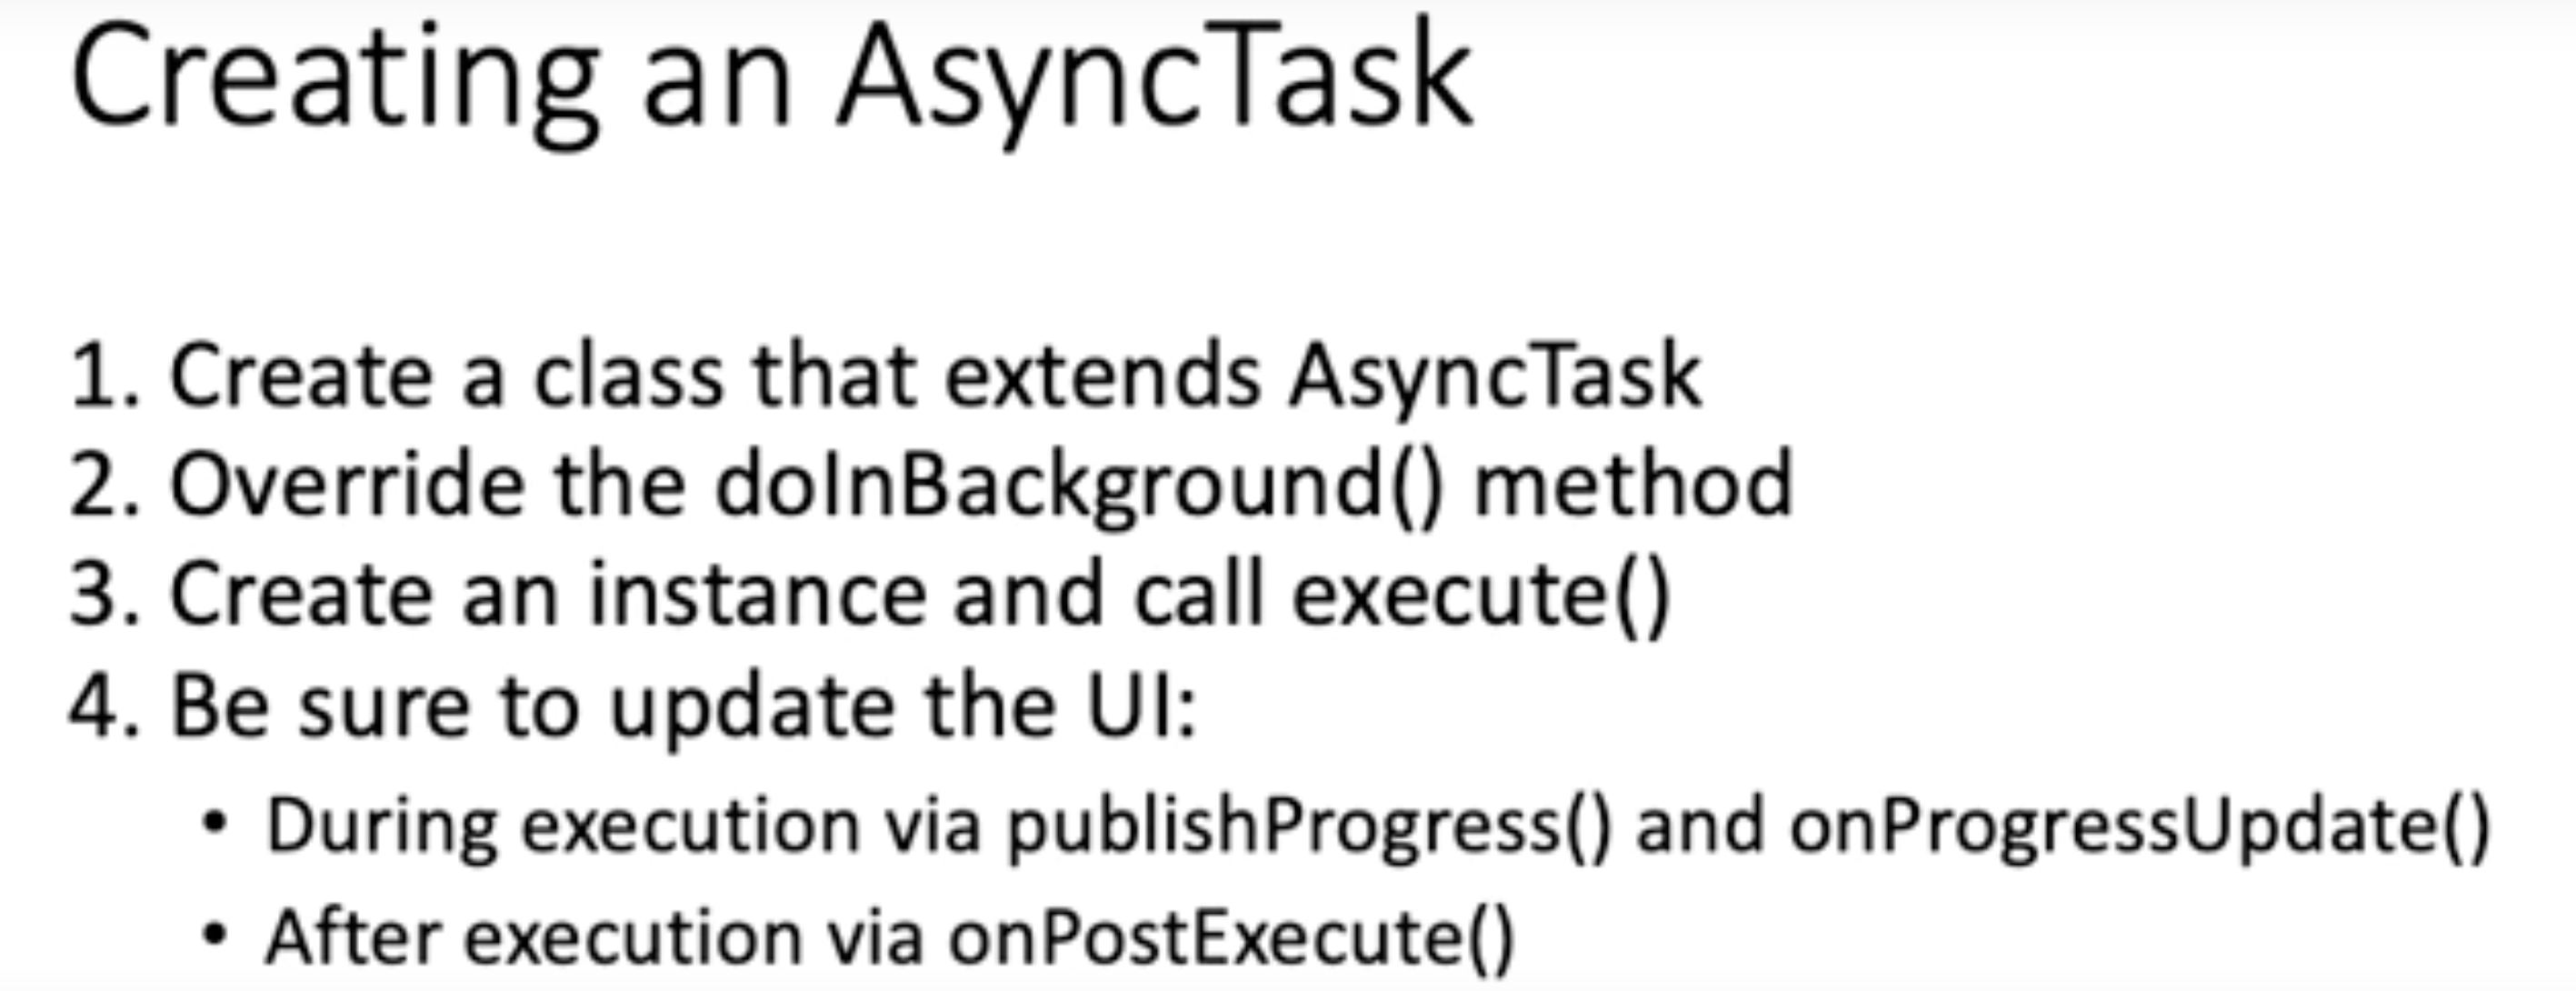 Creating an AsyncTask
1. Create a class that extends AsyncTask
2. Override the doInBackground() method
3. Create an instance and call execute()
4. Be sure to update the UI:
• During execution via publishProgress() and onProgressUpdate()
• After execution via onPostExecute()